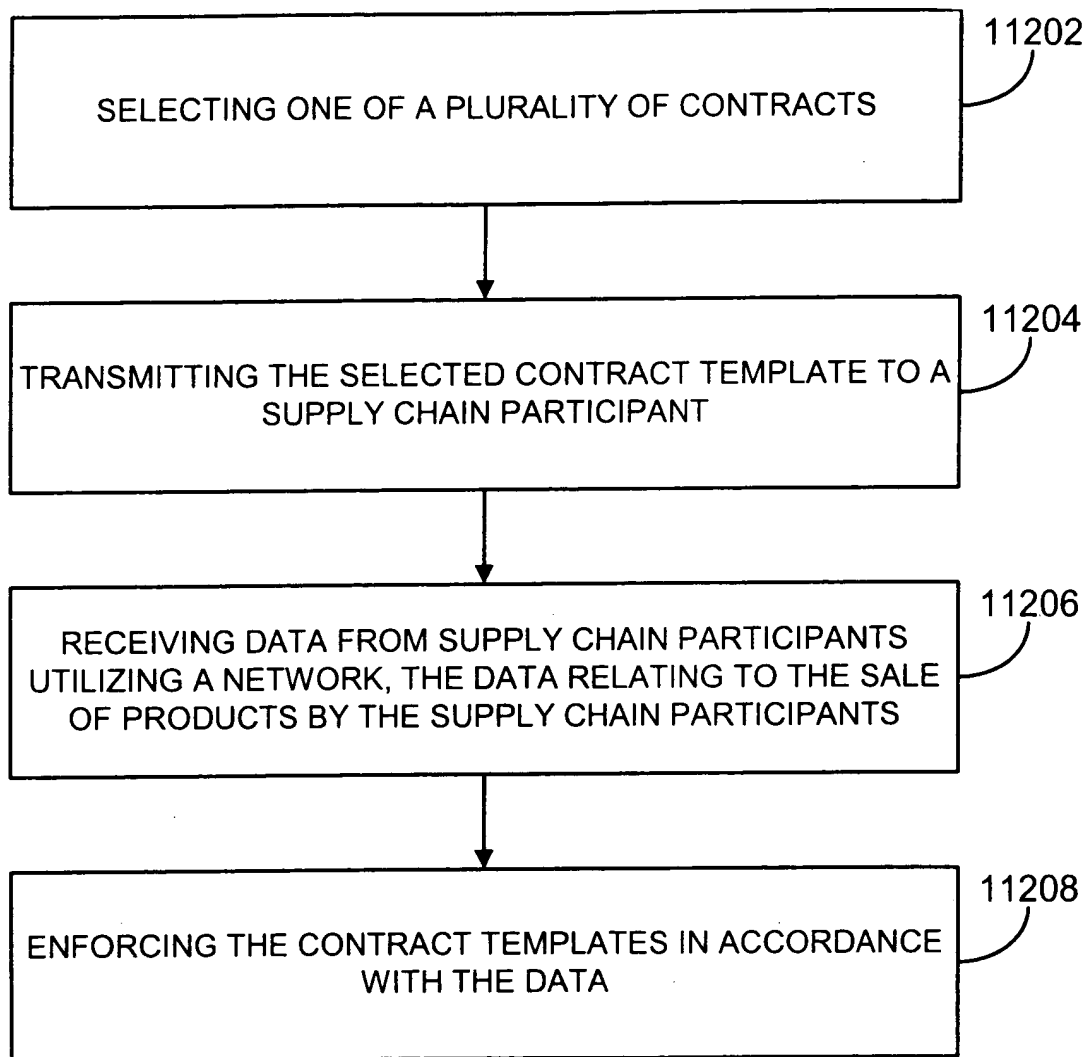 11202
SELECTING ONE OF A PLURALITY OF CONTRACTS
11204
TRANSMITTING THE SELECTED CONTRACT TEMPLATE TO A
SUPPLY CHAIN PARTICIPANT
11206
RECEIVING DATA FROM SUPPLY CHAIN PARTICIPANTS
UTILIZING A NETWORK, THE DATA RELATING TO THE SALE
OF PRODUCTS BY THE SUPPLY CHAIN PARTICIPANTS
11208
ENFORCING THE CONTRACT TEMPLATES IN ACCORDANCE
WITH THE DATA